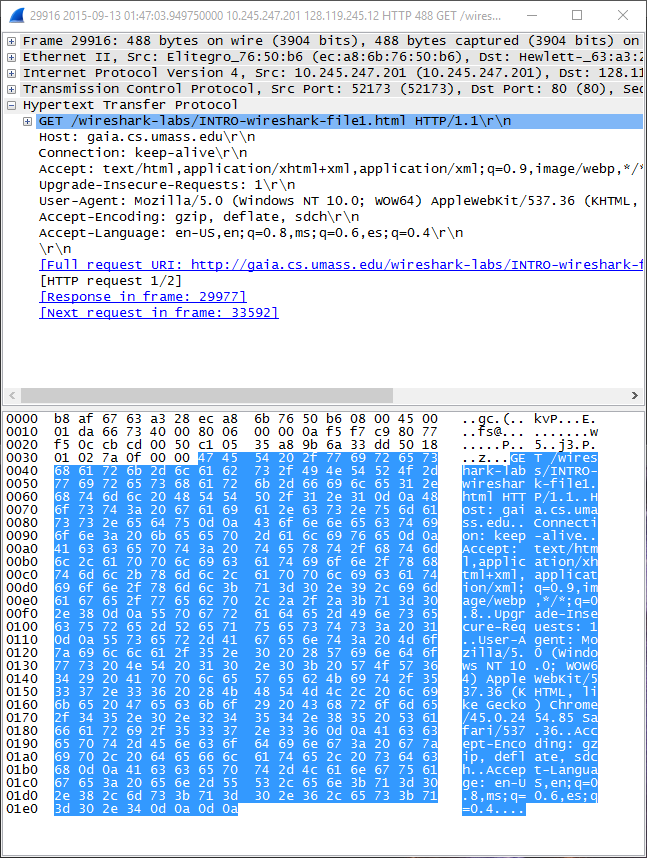 29916 2015-09-13 01:47:03.949750000 10.245.247.201 128.119.245.12 HTTP 488 GET /wires...
Frame 29916: 488 bytes on wire (3904 bits), 488 bytes captured (3904 bits) on
Ethernet II, Src: Elitegro_76:50:b6 (ec:a8:6b:76:50:b6), Dst: Hewlett-_63:a3:2
Internet Protocol Version 4, Src: 10.245.247.201 (10.245.247.201), Dst: 128.11
Transmission Control Protocol, Src Port: 52173 (52173), Dst Port: 80 (80), Seq
Hypertext Transfer Protocol
GET /wireshark-labs/INTRO-wireshark-file1.html HTTP/1.1\r\n
Host: gaia.cs.umass.edu\r\n
Connection: keep-alive\r\n
Accept: text/html,application/xhtml+xml,application/xml;q=0.9,image/webp,*/*
Upgrade-Insecure-Requests: 1\r\n
User-Agent: Mozilla/5.0 (Windows NT 10.0; WOW64) AppleWebKit/537.36 (KHTML,
Accept-Encoding: gzip, deflate, sdch\r\n
Accept-Language: en-US,en;q=0.8,ms;q=0.6,es;q=0.4\r\n
\r\n
[Full request URI: http://gaia.cs.umass.edu/wireshark-labs/INTRO-wireshark-f
[HTTP request 1/2]
[Response in frame: 29977]
[Next request in frame: 33592]
0000 b8 af 67 63 a3 28 ec a8 6b 76 50 b6 08 00 45 00 ..gc.(.. kvP...E.
0010 01 da 66 73 40 00 80 06 00 00 0a f5 f7 c9 80 77 ..fs@... .......w
0020 f5 0c cb cd 00 50 c1 05 35 a8 9b 6a 33 dd 50 18 .....P.. 5..j3.P.
0030 01 02 7a 0f 00 00 47 45 54 20 2f 77 69 72 65 73 ..z...GE T /wires
0040 68 61 72 6b 2d 6c 61 62 73 2f 49 4e 54 52 4f 2d hark-lab s/INTRO-
0050 77 69 72 65 73 68 61 72 6b 2d 66 69 6c 65 31 2e wireshar k-file1.
0060 68 74 6d 6c 20 48 54 54 50 2f 31 2e 31 0d 0a 48 html HTT P/1.1..H
0070 6f 73 74 3a 20 67 61 69 61 2e 63 73 2e 75 6d 61 ost: gai a.cs.uma
0080 73 73 2e 65 64 75 0d 0a 43 6f 6e 6e 65 63 74 69 ss.edu.. Connecti
0090 6f 6e 3a 20 6b 65 65 70 2d 61 6c 69 76 65 0d 0a on: keep -alive..
00a0 41 63 63 65 70 74 3a 20 74 65 78 74 2f 68 74 6d Accept:  text/htm
00b0 6c 2c 61 70 70 6c 69 63 61 74 69 6f 6e 2f 78 68 l,applic ation/xh
00c0 74 6d 6c 2b 78 6d 6c 2c 61 70 70 6c 69 63 61 74 tml+xml, applicat
00d0 69 6f 6e 2f 78 6d 6c 3b 71 3d 30 2e 39 2c 69 6d ion/xml; q=0.9,im
00e0 61 67 65 2f 77 65 62 70 2c 2a 2f 2a 3b 71 3d 30 age/webp ,*/*;q=0
00f0 2e 38 0d 0a 55 70 67 72 61 64 65 2d 49 6e 73 65 .8..Upgr ade-Inse
0100 63 75 72 65 2d 52 65 71 75 65 73 74 73 3a 20 31 cure-Req uests: 1
0110 0d 0a 55 73 65 72 2d 41 67 65 6e 74 3a 20 4d 6f ..User-A gent: Mo
0120 7a 69 6c 6c 61 2f 35 2e 30 20 28 57 69 6e 64 6f zilla/5. 0 (Windo
0130 77 73 20 4e 54 20 31 30 2e 30 3b 20 57 4f 57 36 ws NT 10 .0; WOW6
0140 34 29 20 41 70 70 6c 65 57 65 62 4b 69 74 2f 35 4) Apple WebKit/5
0150 33 37 2e 33 36 20 28 4b 48 54 4d 4c 2c 20 6c 69 37.36 (K HTML, li
0160 6b 65 20 47 65 63 6b 6f 29 20 43 68 72 6f 6d 65 ke Gecko ) Chrome
0170 2f 34 35 2e 30 2e 32 34 35 34 2e 38 35 20 53 61 /45.0.24 54.85 Sa
0180 66 61 72 69 2f 35 33 37 2e 33 36 0d 0a 41 63 63 fari/537 .36..Acc
0190 65 70 74 2d 45 6e 63 6f 64 69 6e 67 3a 20 67 7a ept-Enco ding: gz
01a0 69 70 2c 20 64 65 66 6c 61 74 65 2c 20 73 64 63 ip, defl ate, sdc
01b0 68 0d 0a 41 63 63 65 70 74 2d 4c 61 6e 67 75 61 h..Accep t-Langua
01c0 67 65 3a 20 65 6e 2d 55 53 2c 65 6e 3b 71 3d 30 ge: en-U S,en;q=0
01d0 2e 38 2c 6d 73 3b 71 3d 30 2e 36 2c 65 73 3b 71 .8,ms;q= 0.6,es;q
01e0 3d 30 2e 34 0d 0a 0d 0a =0.4....